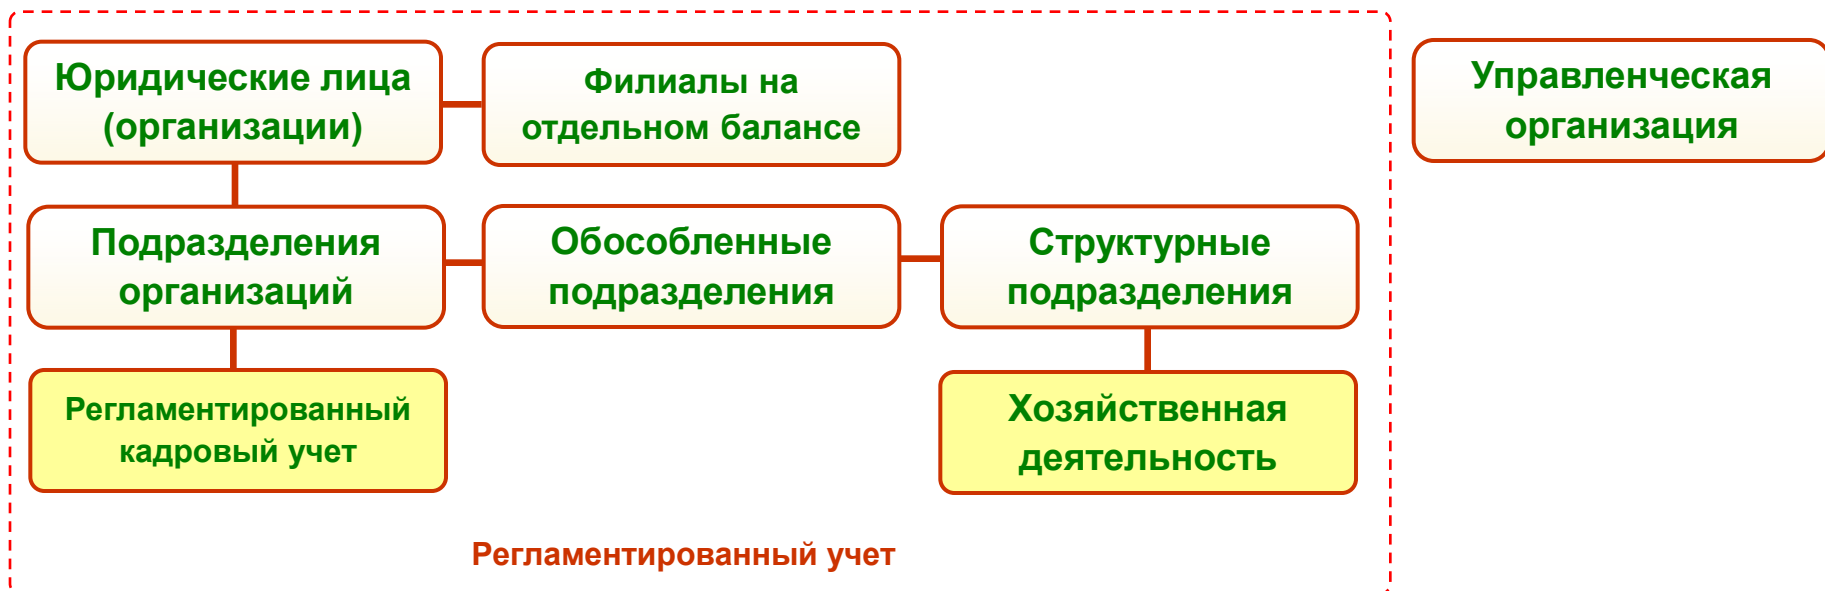 Юридические лица
(организации)
Филиалы на
отдельном балансе
Управленческая
организация
Подразделения
организаций
Обособленные
подразделения
Структурные
подразделения
Регламентированный
кадровый учет
Хозяйственная
деятельность
Регламентированный учет